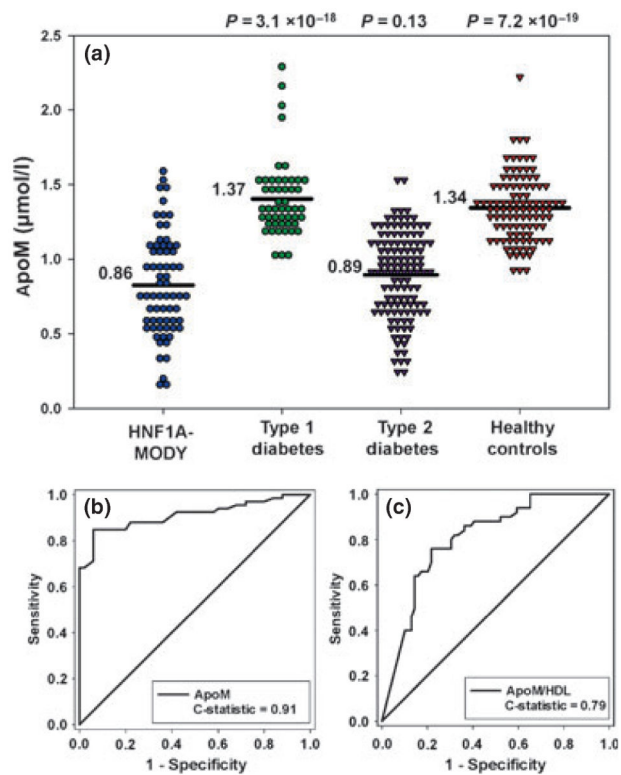 P = 3.1 ×10⁻¹⁸ P = 0.13 P = 7.2 ×10⁻¹⁹
(a)
ApoM (µmol/l)
2.5
2.0
1.5
1.0
0.5
0.0
0.86
1.37
0.89
1.34
HNF1A-
MODY
Type 1
diabetes
Type 2
diabetes
Healthy
controls
(b)
Sensitivity
1.0
0.8
0.6
0.4
0.2
0.0
ApoM
C-statistic = 0.91
0.0 0.2 0.4 0.6 0.8 1.0
1 - Specificity
(c)
Sensitivity
1.0
0.8
0.6
0.4
0.2
0.0
ApoM/HDL
C-statistic = 0.79
0.0 0.2 0.4 0.6 0.8 1.0
1 - Specificity